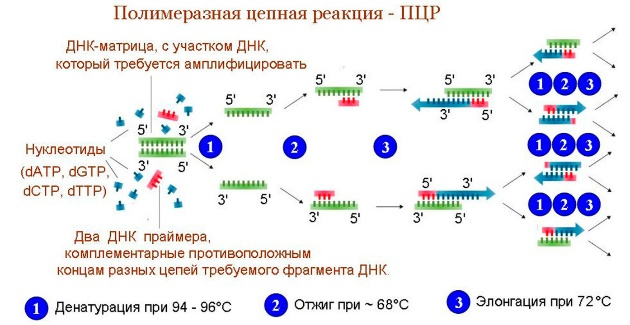 Полимеразная цепная реакция - ПЦР
ДНК-матрица, с участком ДНК,
который требуется амплифицировать
5' 3'
3' 5'
Нуклеотиды
(dATP, dGTP,
dCTP, dTTP)
1
5' 3'
3' 5'
2
5' 3'
3' 5'
3
5' 3'
3' 5'
5' 3'
3' 5'
1 2 3
1 2 3
1 2 3
Два ДНК праймера,
комплементарные противоположным
концам разных цепей требуемого фрагмента ДНК.
1 Денатурация при 94 - 96°C
2 Отжиг при ~ 68°C
3 Элонгация при 72°C